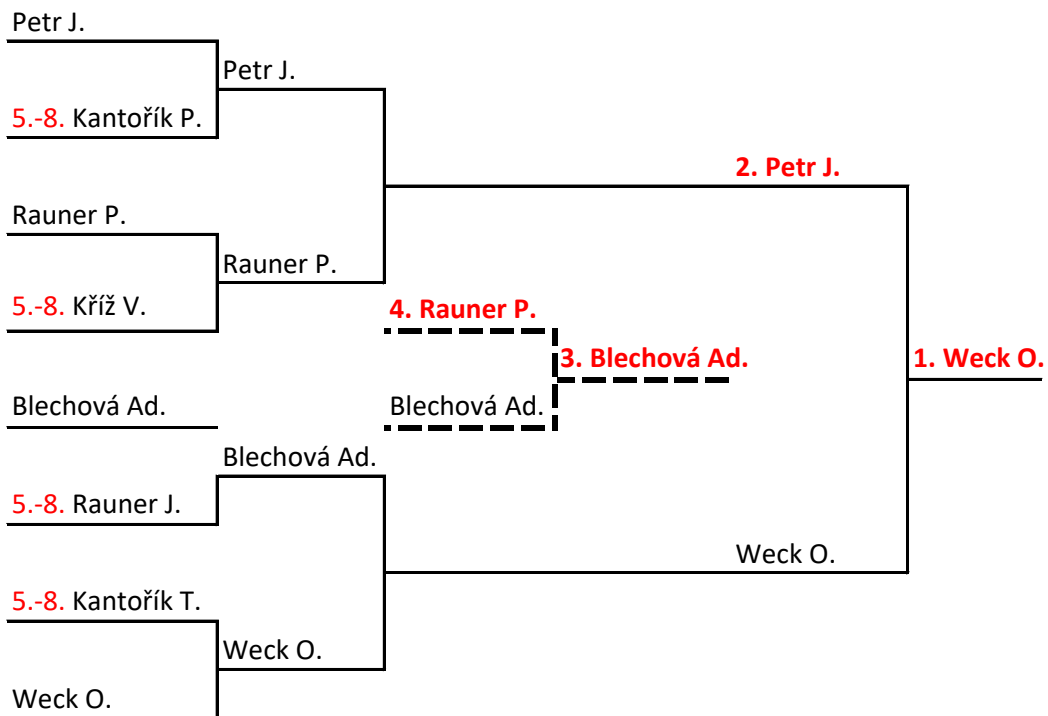 Petr J.
Petr J.
5.-8. Kantořík P.
2. Petr J.
Rauner P.
Rauner P.
5.-8. Kříž V.
4. Rauner P.
3. Blechová Ad.
1. Weck O.
Blechová Ad.
Blechová Ad.
Blechová Ad.
5.-8. Rauner J.
Weck O.
5.-8. Kantořík T.
Weck O.
Weck O.